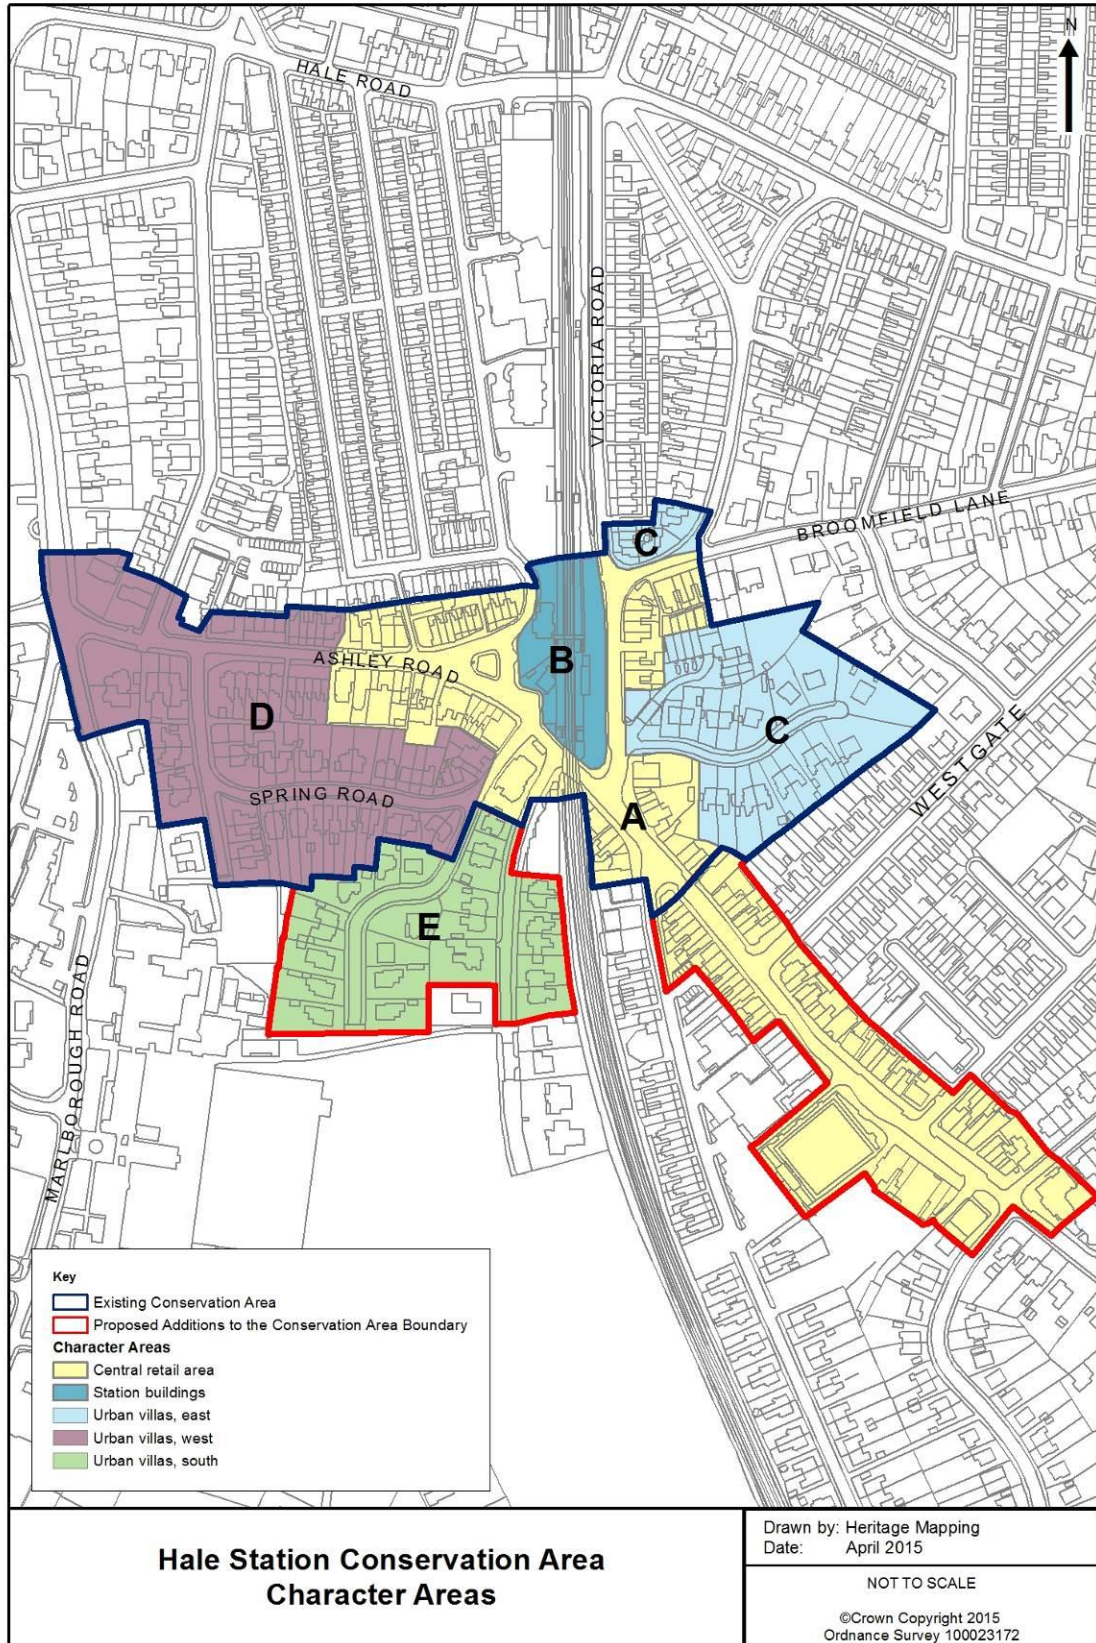 N
HALE ROAD
VICTORIA ROAD
BROOMFIELD LANE
C
ASHLEY ROAD
B
D
C
WESTGATE
SPRING ROAD
A
E
MARLBOROUGH ROAD
Key
Existing Conservation Area
Proposed Additions to the Conservation Area Boundary
Character Areas
Central retail area
Station buildings
Urban villas, east
Urban villas, west
Urban villas, south
Hale Station Conservation Area
Character Areas
Drawn by: Heritage Mapping
Date: April 2015
NOT TO SCALE
©Crown Copyright 2015
Ordnance Survey 100023172